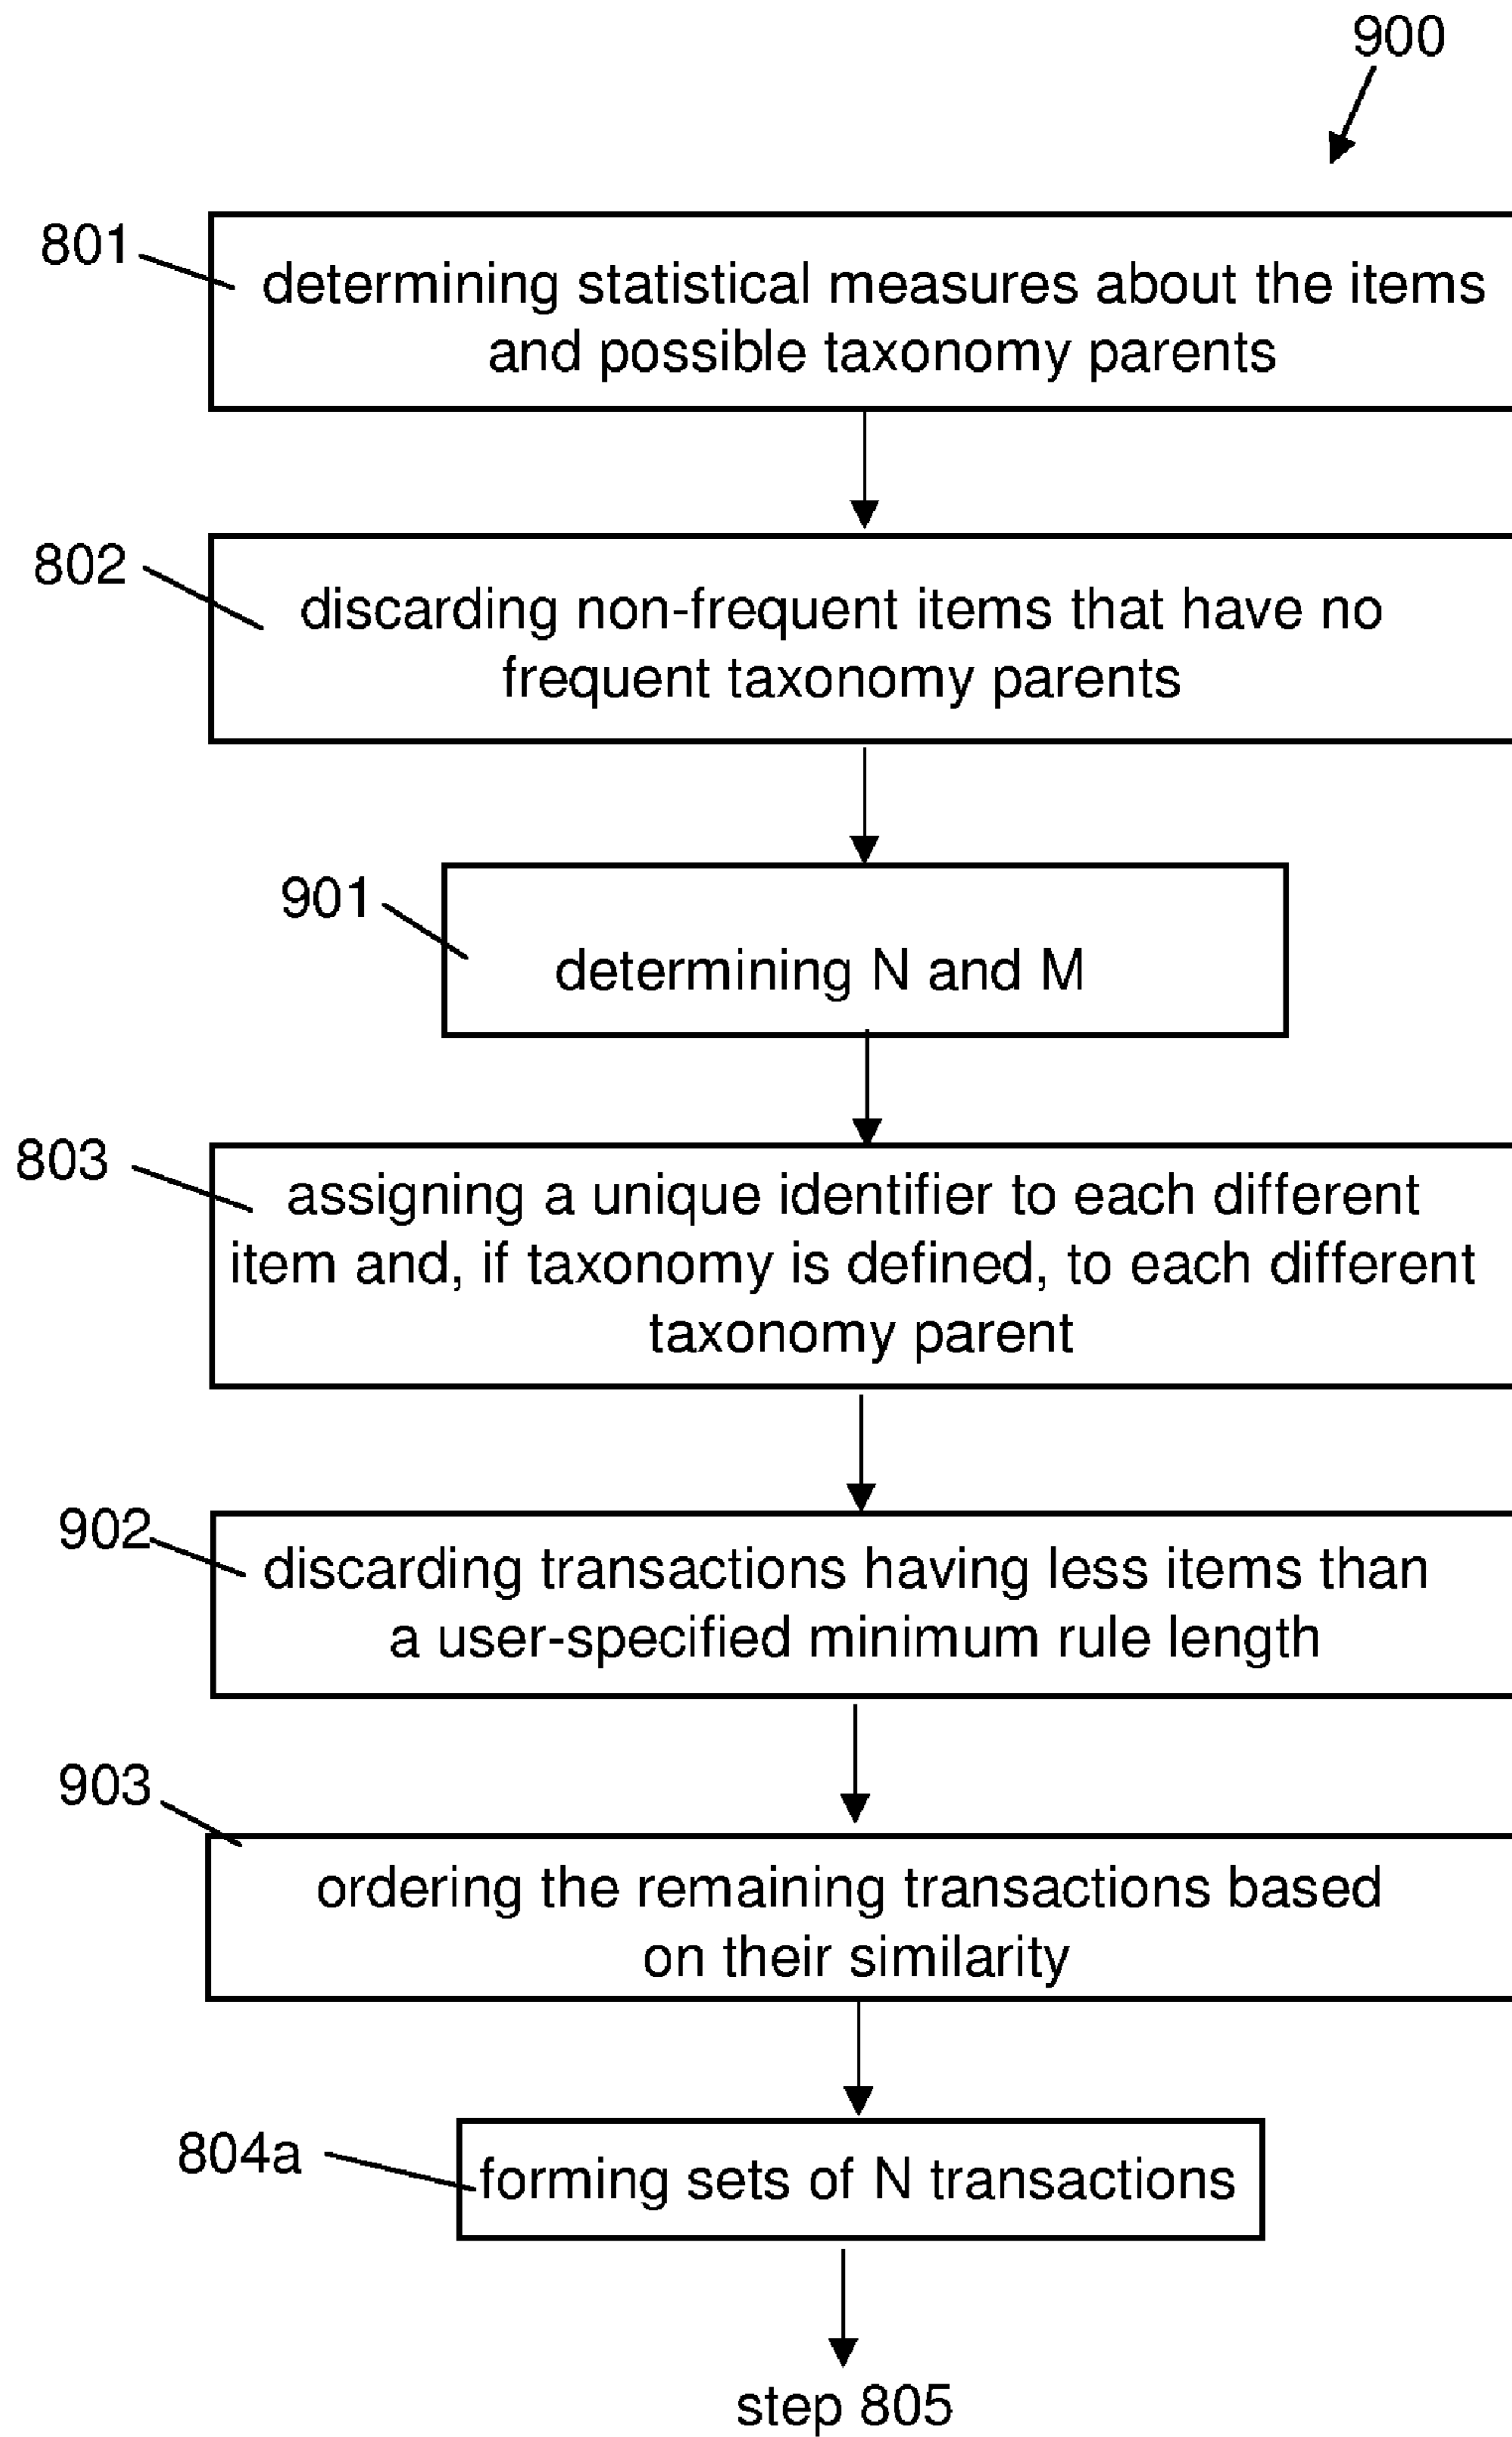 900
801
determining statistical measures about the items
and possible taxonomy parents
802
discarding non-frequent items that have no
frequent taxonomy parents
901
determining N and M
803
assigning a unique identifier to each different
item and, if taxonomy is defined, to each different
taxonomy parent
902
discarding transactions having less items than
a user-specified minimum rule length
903
ordering the remaining transactions based
on their similarity
804a
forming sets of N transactions
step 805